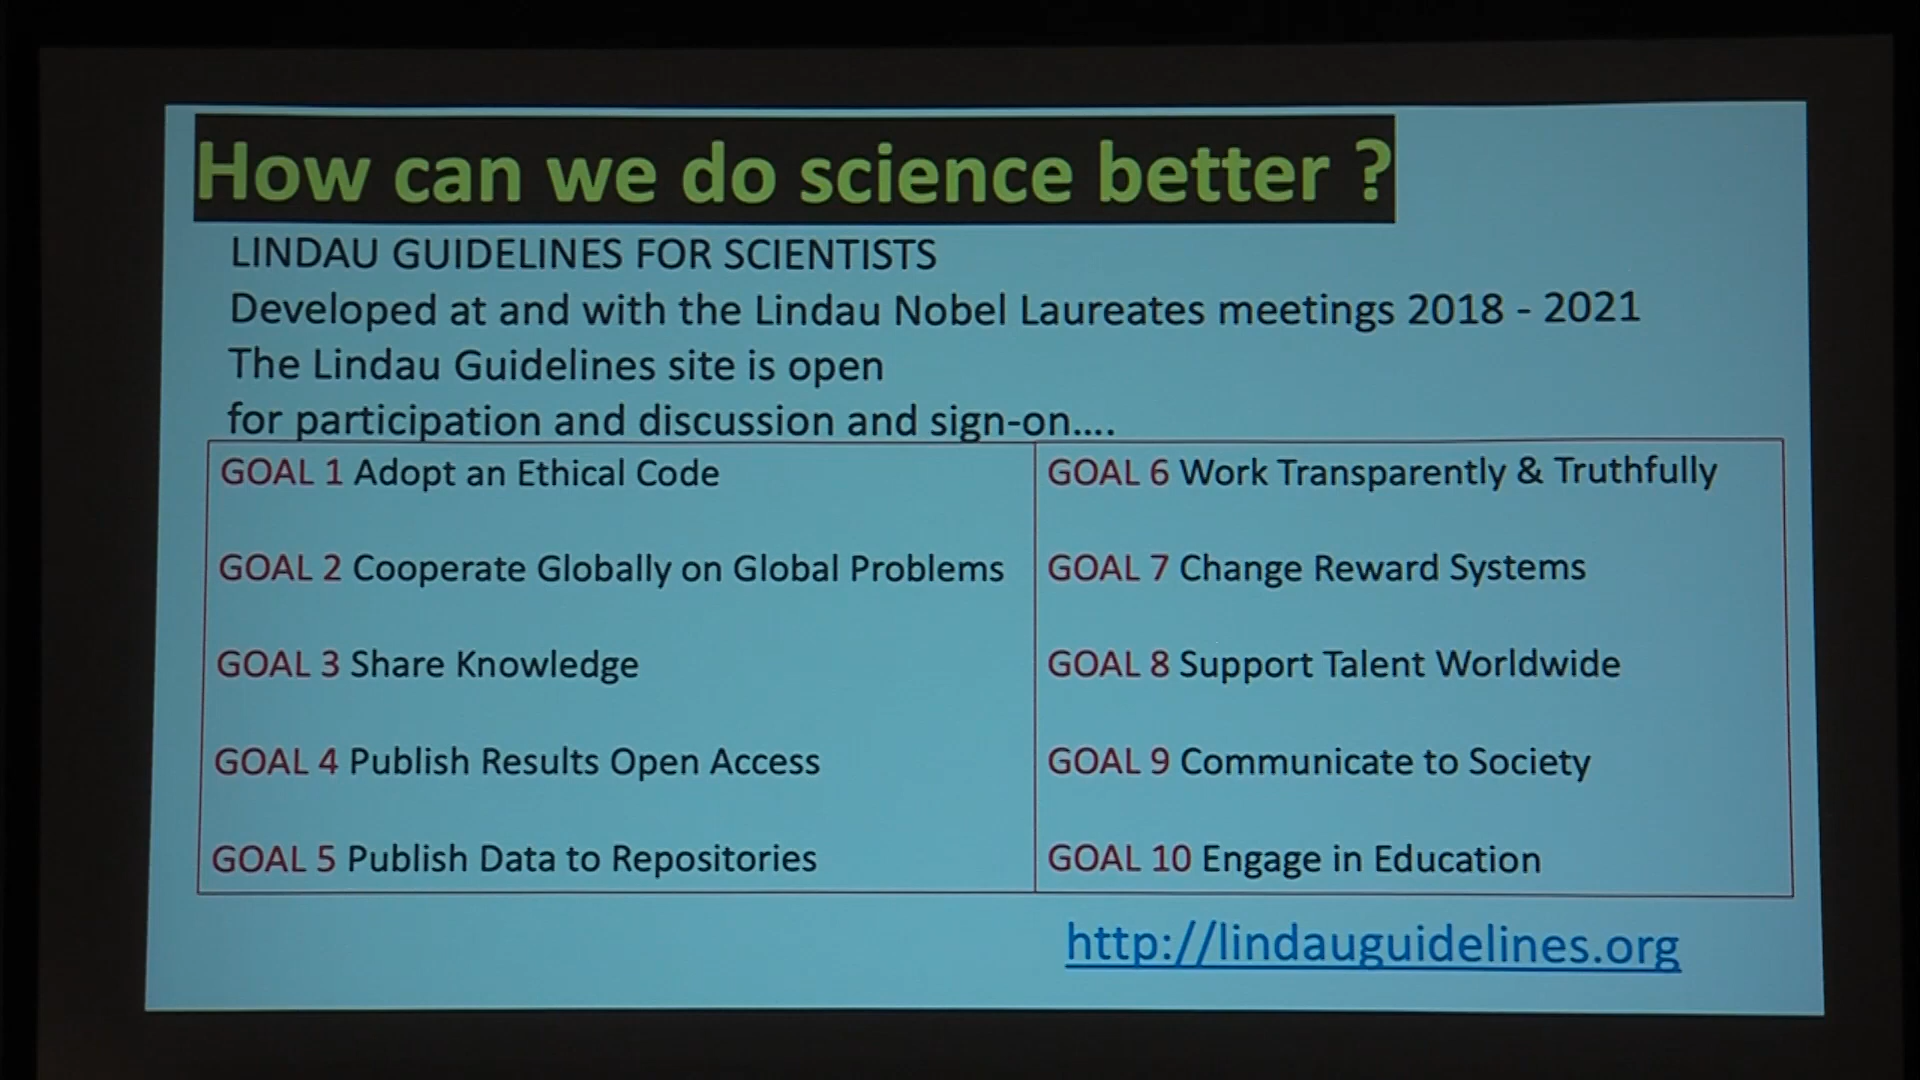 How can we do science better ?
LINDAU GUIDELINES FOR SCIENTISTS
Developed at and with the Lindau Nobel Laureates meetings 2018 - 2021
The Lindau Guidelines site is open
for participation and discussion and sign-on....
GOAL 1 Adopt an Ethical Code
GOAL 2 Cooperate Globally on Global Problems
GOAL 3 Share Knowledge
GOAL 4 Publish Results Open Access
GOAL 5 Publish Data to Repositories
GOAL 6 Work Transparently & Truthfully
GOAL 7 Change Reward Systems
GOAL 8 Support Talent Worldwide
GOAL 9 Communicate to Society
GOAL 10 Engage in Education
http://lindauguidelines.org